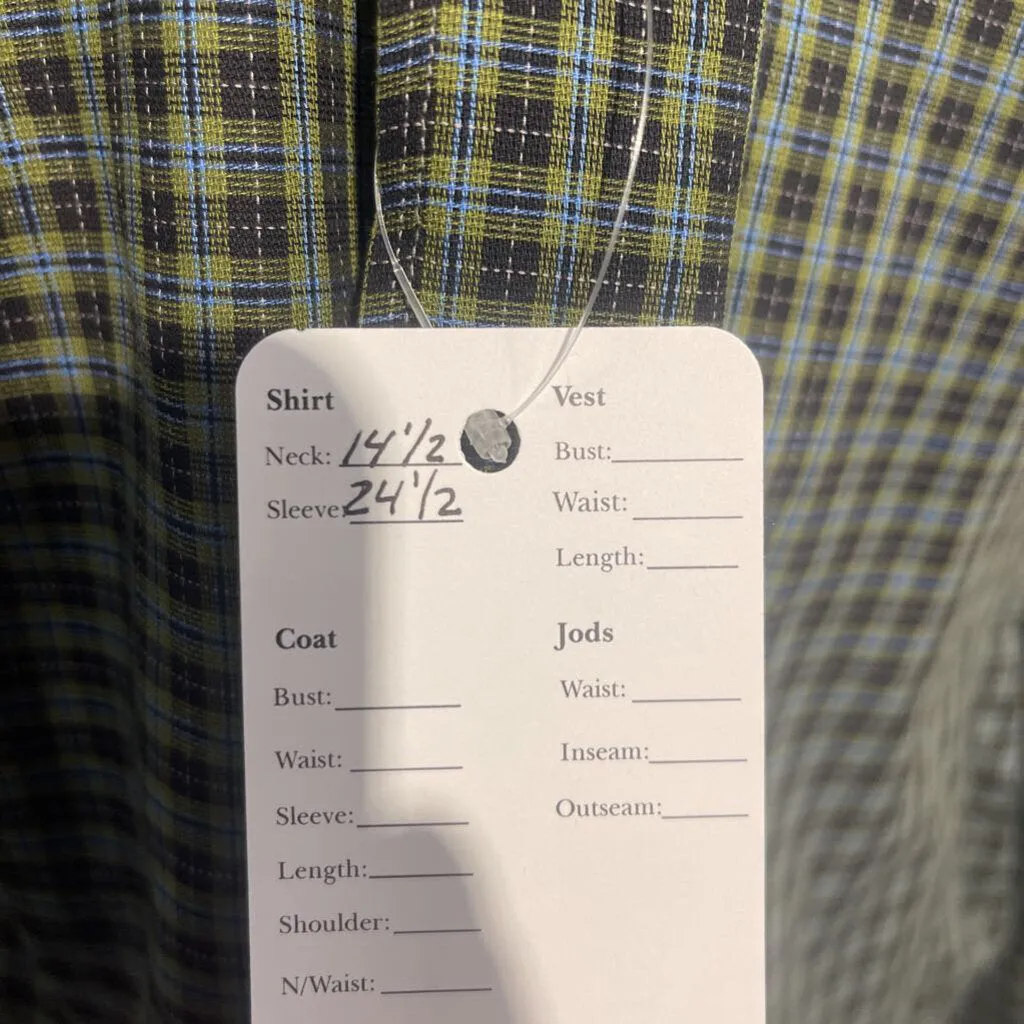 Shirt
Neck: 14 1/2
Sleeve: 24 1/2
Coat
Bust:
Waist:
Sleeve:
Length:
Shoulder:
N/Waist:
Vest
Bust:
Waist:
Length:
Jods
Waist:
Inseam:
Outseam: